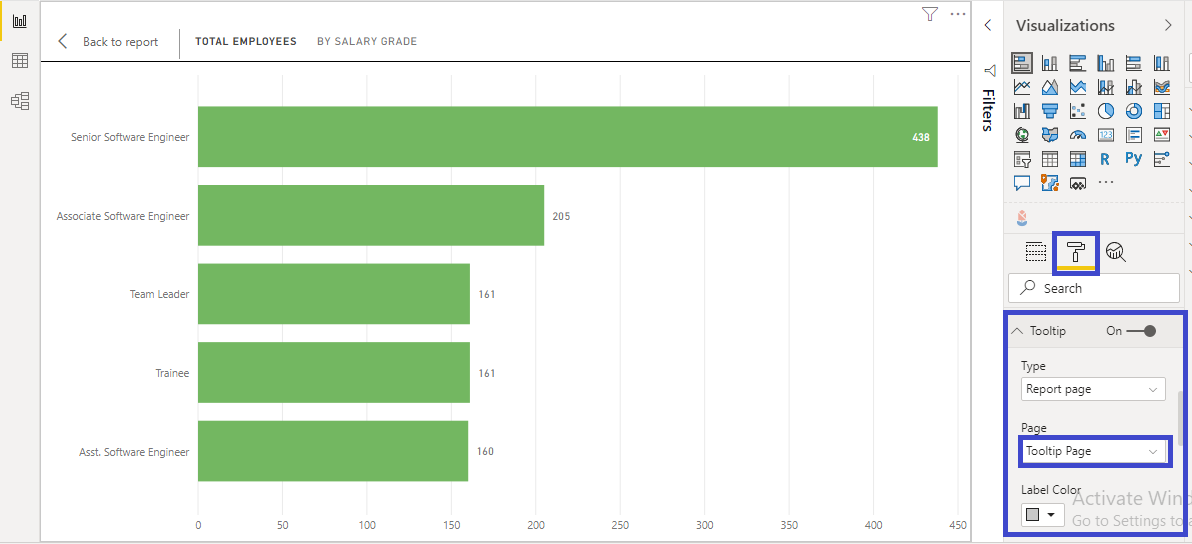 Back to report
TOTAL EMPLOYEES BY SALARY GRADE
Senior Software Engineer 438
Associate Software Engineer 205
Team Leader 161
Trainee 161
Asst. Software Engineer 160
0 50 100 150 200 250 300 350 400 450
Filters
Visualizations
123
R Py
Search
Tooltip On
Type
Report page
Page
Tooltip Page
Label Color
Activate Wind
Go to Settings to a